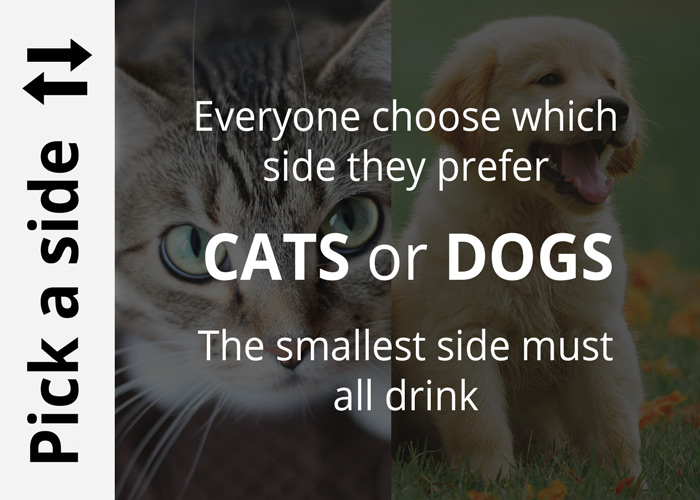 Pick a side
Everyone choose which
side they prefer
CATS or DOGS
The smallest side must
all drink